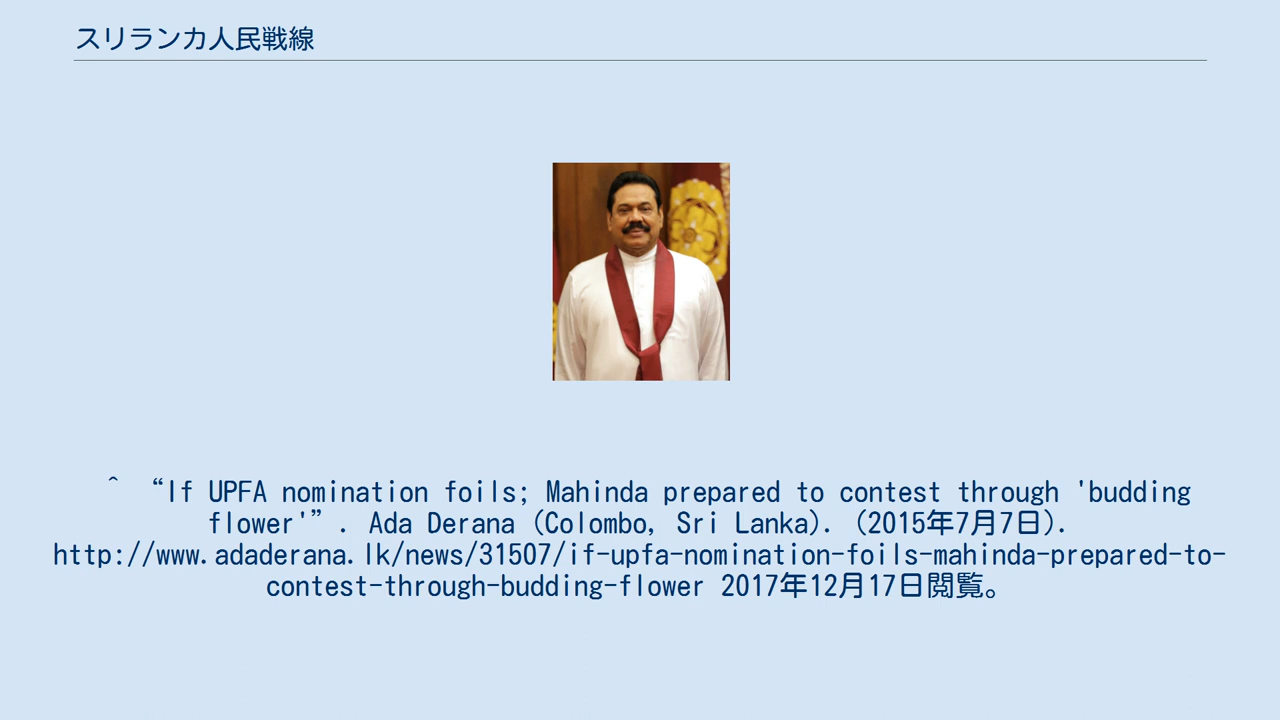 スリランカ人民戦線
^ “If UPFA nomination foils; Mahinda prepared to contest through 'budding
flower'”. Ada Derana (Colombo, Sri Lanka). (2015年7月7日).
http://www.adaderana.lk/news/31507/if-upfa-nomination-foils-mahinda-prepared-to-
contest-through-budding-flower 2017年12月17日閲覧。